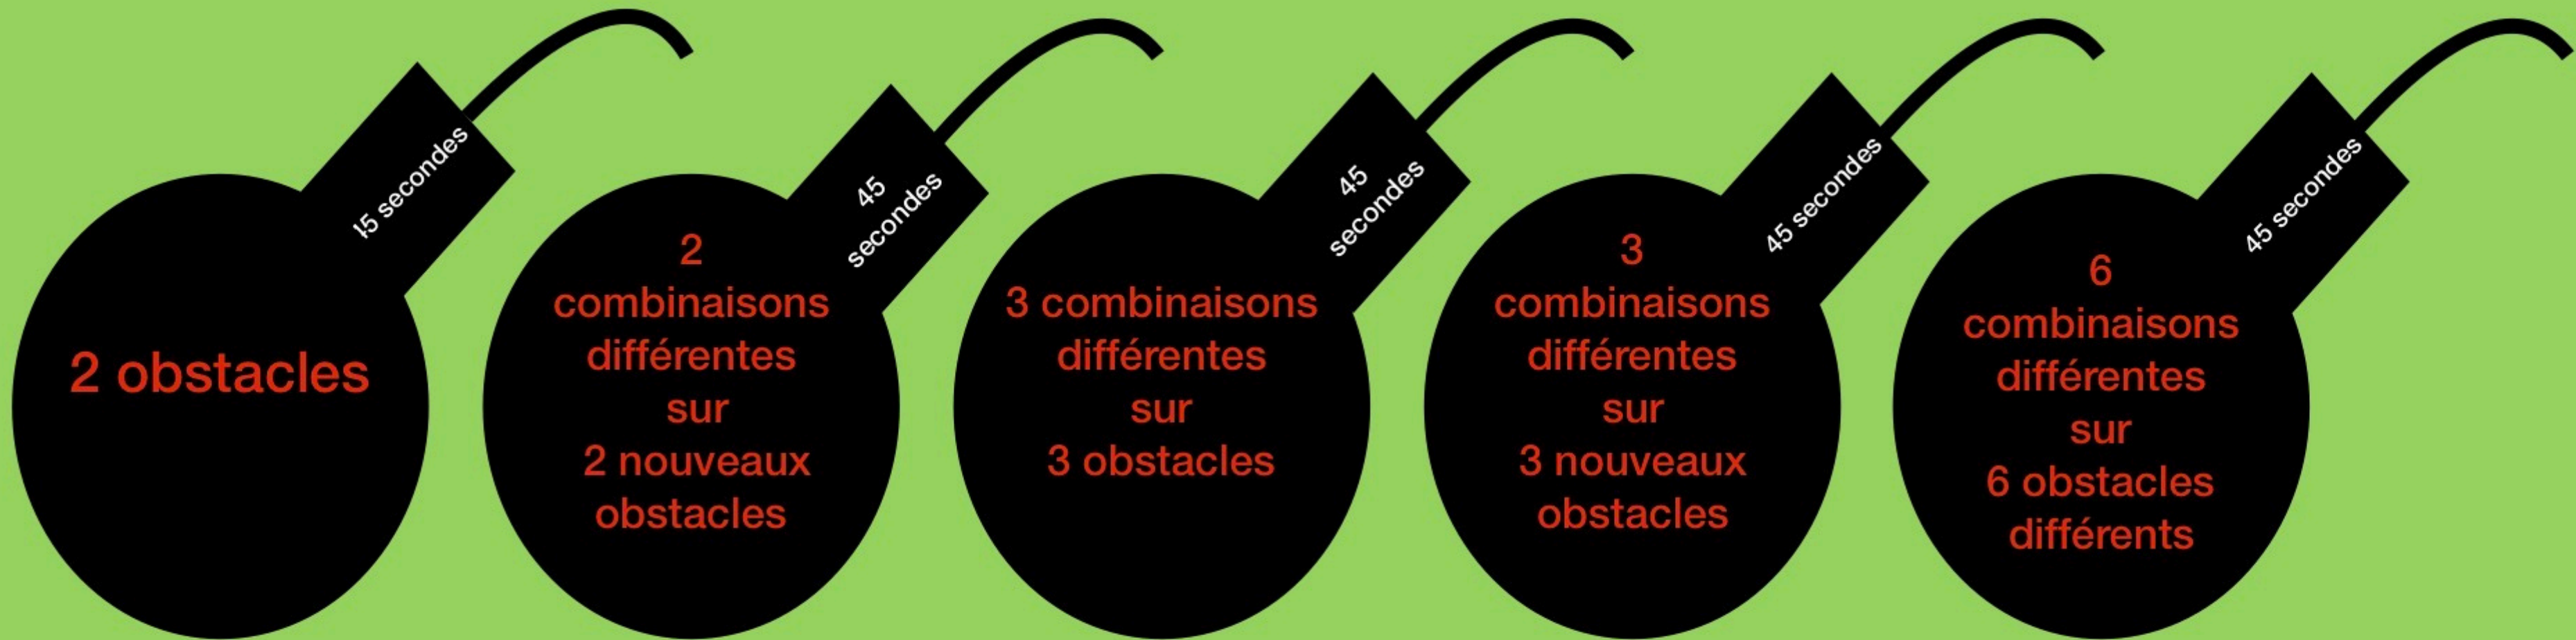 15 secondes
2 obstacles
45
secondes
2
combinaisons
différentes
sur
2 nouveaux
obstacles
45
secondes
3 combinaisons
différentes
sur
3 obstacles
45 secondes
3
combinaisons
différentes
sur
3 nouveaux
obstacles
45 secondes
6
combinaisons
différentes
sur
6 obstacles
différents